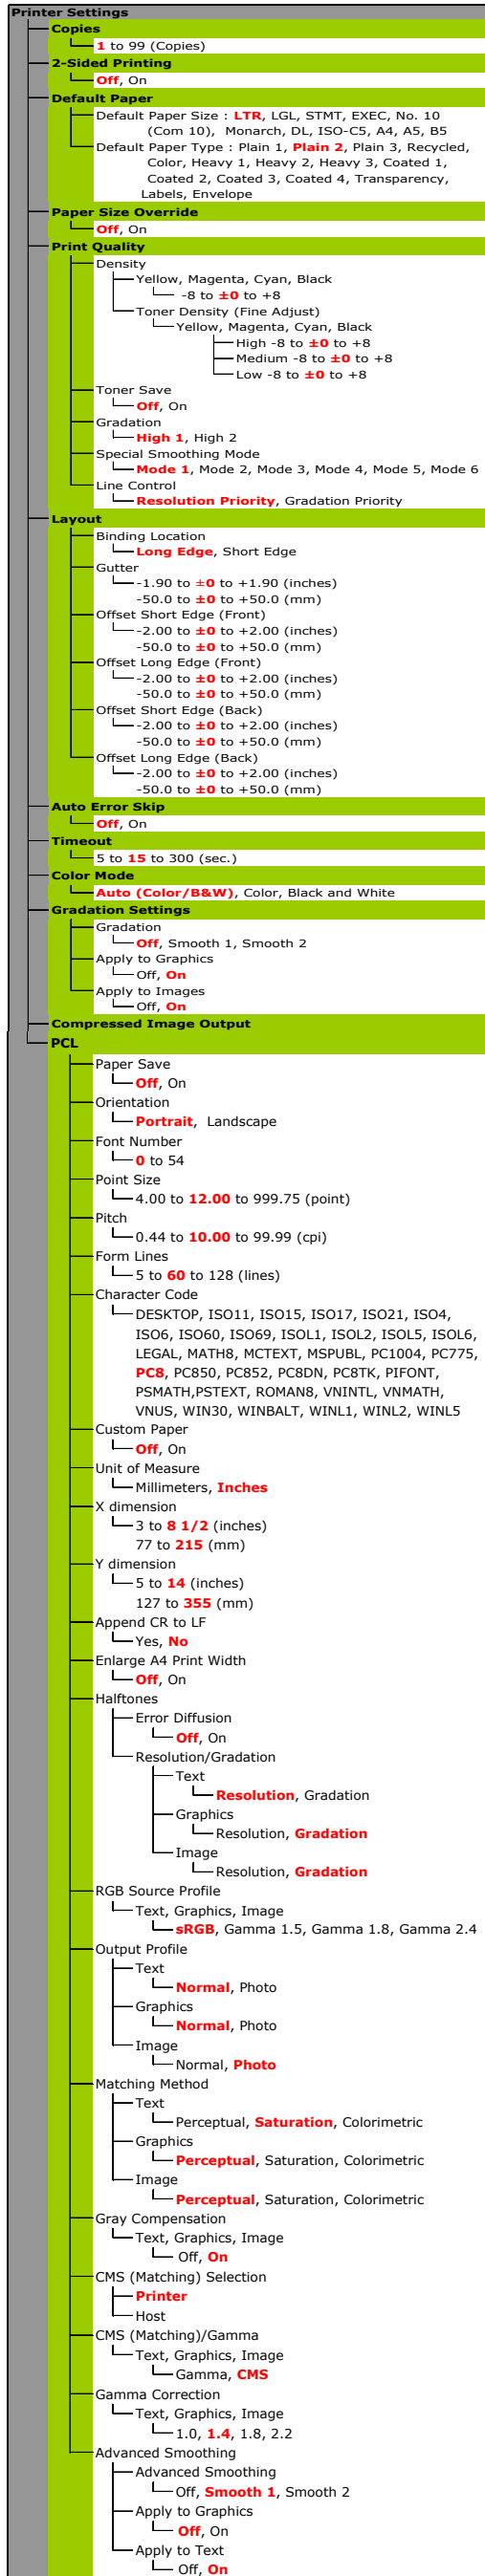 Printer Settings
Copies
1 to 99 (Copies)
2-Sided Printing
Off, On
Default Paper
Default Paper Size : LTR, LGL, STMT, EXEC, No. 10
(Com 10), Monarch, DL, ISO-C5, A4, A5, B5
Default Paper Type : Plain 1, Plain 2, Plain 3, Recycled,
Color, Heavy 1, Heavy 2, Heavy 3, Coated 1,
Coated 2, Coated 3, Coated 4, Transparency,
Labels, Envelope
Paper Size Override
Off, On
Print Quality
Density
Yellow, Magenta, Cyan, Black
-8 to ±0 to +8
Toner Density (Fine Adjust)
Yellow, Magenta, Cyan, Black
High -8 to ±0 to +8
Medium -8 to ±0 to +8
Low -8 to ±0 to +8
Toner Save
Off, On
Gradation
High 1, High 2
Special Smoothing Mode
Mode 1, Mode 2, Mode 3, Mode 4, Mode 5, Mode 6
Line Control
Resolution Priority, Gradation Priority
Layout
Binding Location
Long Edge, Short Edge
Gutter
-1.90 to ±0 to +1.90 (inches)
-50.0 to ±0 to +50.0 (mm)
Offset Short Edge (Front)
-2.00 to ±0 to +2.00 (inches)
-50.0 to ±0 to +50.0 (mm)
Offset Long Edge (Front)
-2.00 to ±0 to +2.00 (inches)
-50.0 to ±0 to +50.0 (mm)
Offset Short Edge (Back)
-2.00 to ±0 to +2.00 (inches)
-50.0 to ±0 to +50.0 (mm)
Offset Long Edge (Back)
-2.00 to ±0 to +2.00 (inches)
-50.0 to ±0 to +50.0 (mm)
Auto Error Skip
Off, On
Timeout
5 to 15 to 300 (sec.)
Color Mode
Auto (Color/B&W), Color, Black and White
Gradation Settings
Gradation
Off, Smooth 1, Smooth 2
Apply to Graphics
Off, On
Apply to Images
Off, On
Compressed Image Output
PCL
Paper Save
Off, On
Orientation
Portrait, Landscape
Font Number
0 to 54
Point Size
4.00 to 12.00 to 999.75 (point)
Pitch
0.44 to 10.00 to 99.99 (cpi)
Form Lines
5 to 60 to 128 (lines)
Character Code
DESKTOP, ISO11, ISO15, ISO17, ISO21, ISO4,
ISO6, ISO60, ISO69, ISOL1, ISOL2, ISOL5, ISOL6,
LEGAL, MATH8, MCTEXT, MSPUBL, PC1004, PC775,
PC8, PC850, PC852, PC8DN, PC8TK, PIFONT,
PSMATH,PSTEXT, ROMAN8, VNINTL, VNMATH,
VNUS, WIN30, WINBALT, WINL1, WINL2, WINL5
Custom Paper
Off, On
Unit of Measure
Millimeters, Inches
X dimension
3 to 8 1/2 (inches)
77 to 215 (mm)
Y dimension
5 to 14 (inches)
127 to 355 (mm)
Append CR to LF
Yes, No
Enlarge A4 Print Width
Off, On
Halftones
Error Diffusion
Off, On
Resolution/Gradation
Text
Resolution, Gradation
Graphics
Resolution, Gradation
Image
Resolution, Gradation
RGB Source Profile
Text, Graphics, Image
sRGB, Gamma 1.5, Gamma 1.8, Gamma 2.4
Output Profile
Text
Normal, Photo
Graphics
Normal, Photo
Image
Normal, Photo
Matching Method
Text
Perceptual, Saturation, Colorimetric
Graphics
Perceptual, Saturation, Colorimetric
Image
Perceptual, Saturation, Colorimetric
Gray Compensation
Text, Graphics, Image
Off, On
CMS (Matching) Selection
Printer
Host
CMS (Matching)/Gamma
Text, Graphics, Image
Gamma, CMS
Gamma Correction
Text, Graphics, Image
1.0, 1.4, 1.8, 2.2
Advanced Smoothing
Advanced Smoothing
Off, Smooth 1, Smooth 2
Apply to Graphics
Off, On
Apply to Text
Off, On